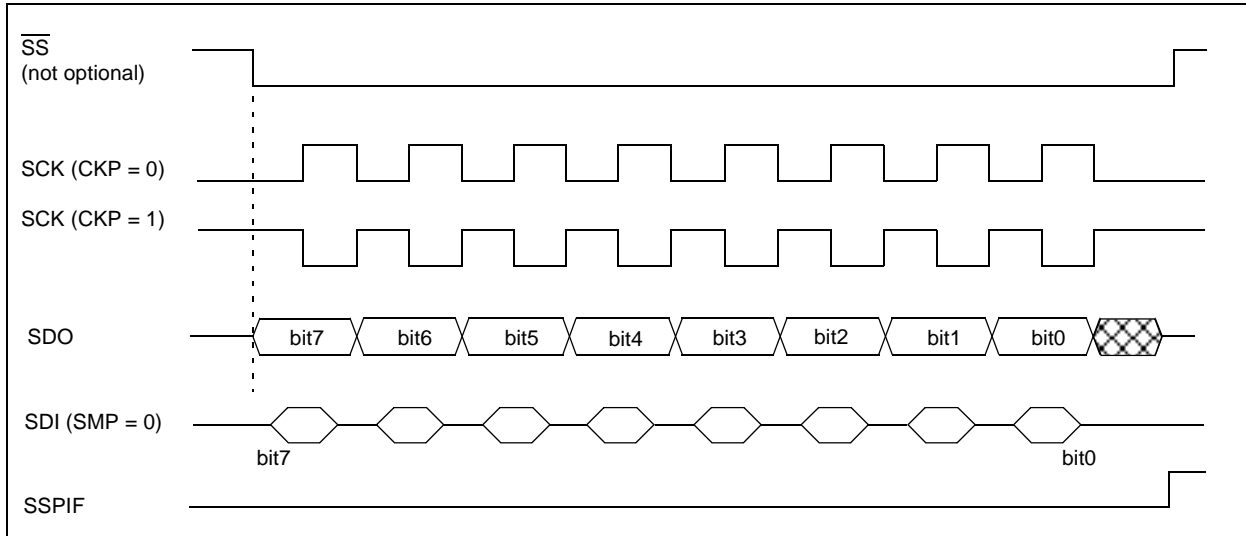 SS
(not optional)
SCK (CKP = 0)
SCK (CKP = 1)
SDO
bit7 bit6 bit5 bit4 bit3 bit2 bit1 bit0
SDI (SMP = 0)
bit7 bit0
SSPIF